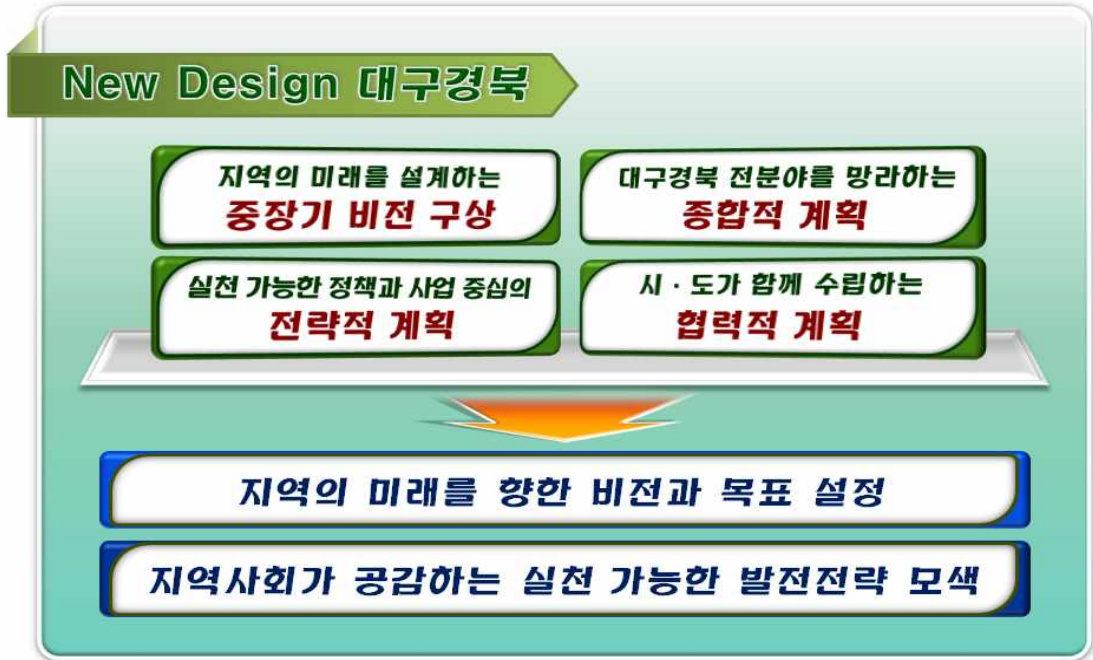 New Design 대구경북
지역의 미래를 설계하는
중장기 비전 구상
대구경북 전분야를 망라하는
종합적 계획
실천 가능한 정책과 사업 중심의
전략적 계획
시 · 도가 함께 수립하는
협력적 계획
지역의 미래를 향한 비전과 목표 설정
지역사회가 공감하는 실천 가능한 발전전략 모색